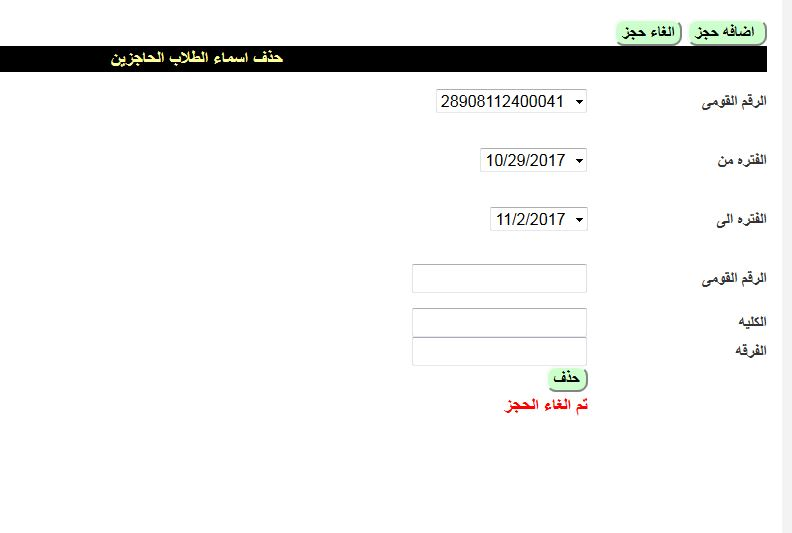 اضافه حجز الغاء حجز
حذف اسماء الطلاب الحاجزين
الرقم القومى 28908112400041
الفتره من 10/29/2017
الفتره الى 11/2/2017
الرقم القومى
الكليه
الفرقه
حذف
تم الغاء الحجز